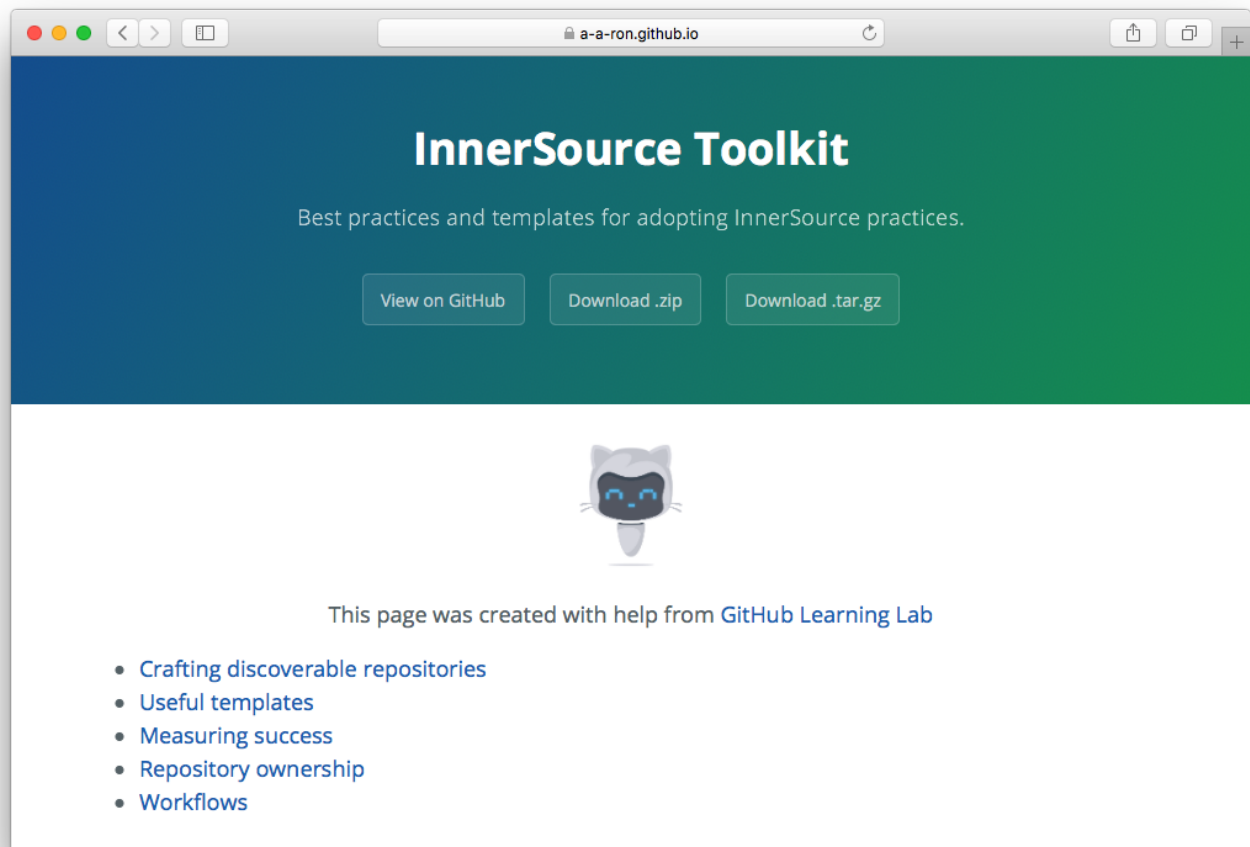 a-a-ron.github.io
InnerSource Toolkit
Best practices and templates for adopting InnerSource practices.
View on GitHub
Download .zip
Download .tar.gz
This page was created with help from GitHub Learning Lab
Crafting discoverable repositories
Useful templates
Measuring success
Repository ownership
Workflows